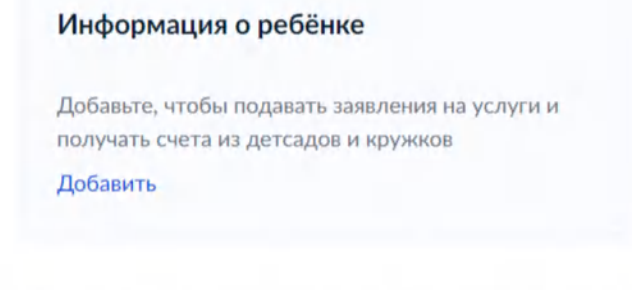 Информация о ребёнке
Добавьте, чтобы подавать заявления на услуги и
получать счета из детсадов и кружков
Добавить